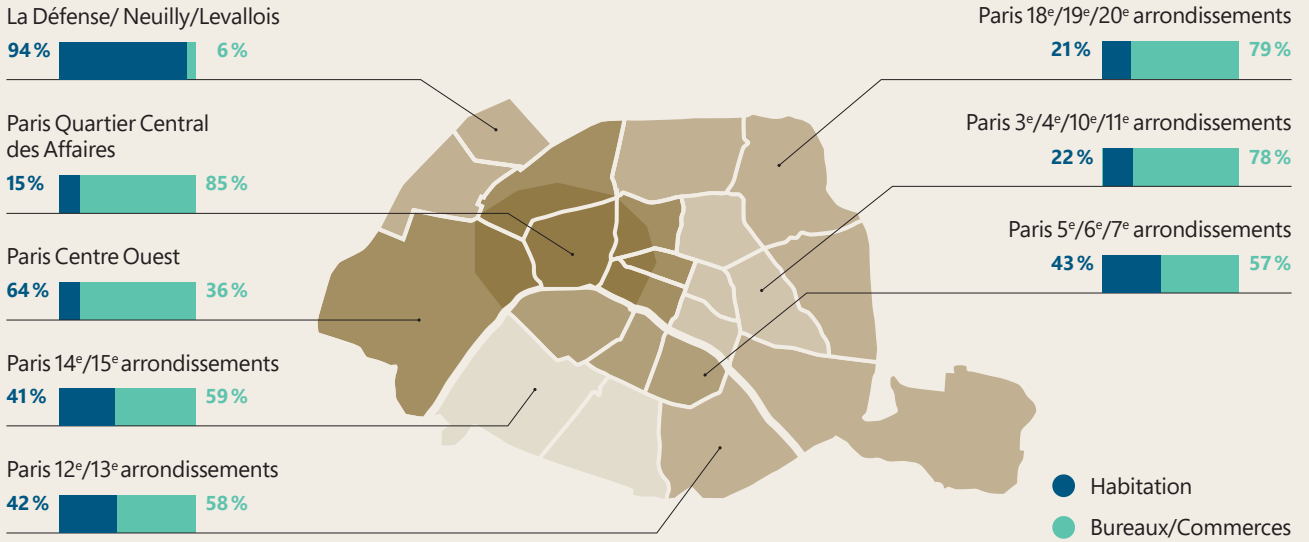 La Défense/ Neuilly/Levallois
94 % 6 %
Paris Quartier Central
des Affaires
15 % 85 %
Paris Centre Ouest
64 % 36 %
Paris 14e/15e arrondissements
41 % 59 %
Paris 12e/13e arrondissements
42 % 58 %
Paris 18e/19e/20e arrondissements
21 % 79 %
Paris 3e/4e/10e/11e arrondissements
22 % 78 %
Paris 5e/6e/7e arrondissements
43 % 57 %
Habitation
Bureaux/Commerces